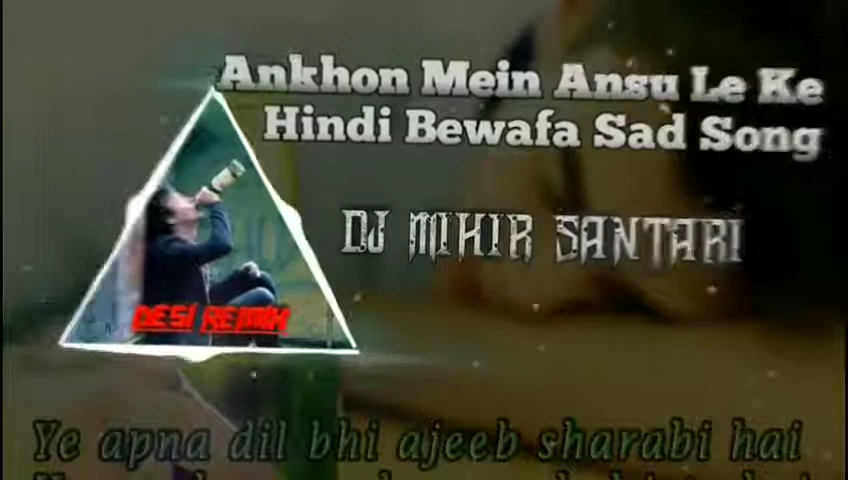 Ankhon Mein Ansu Le Ke
Hindi Bewafa Sad Song
DJ MIHIR SANTARI
DESI REMIX
Ye apna dil bhi ajeeb sharabi hai